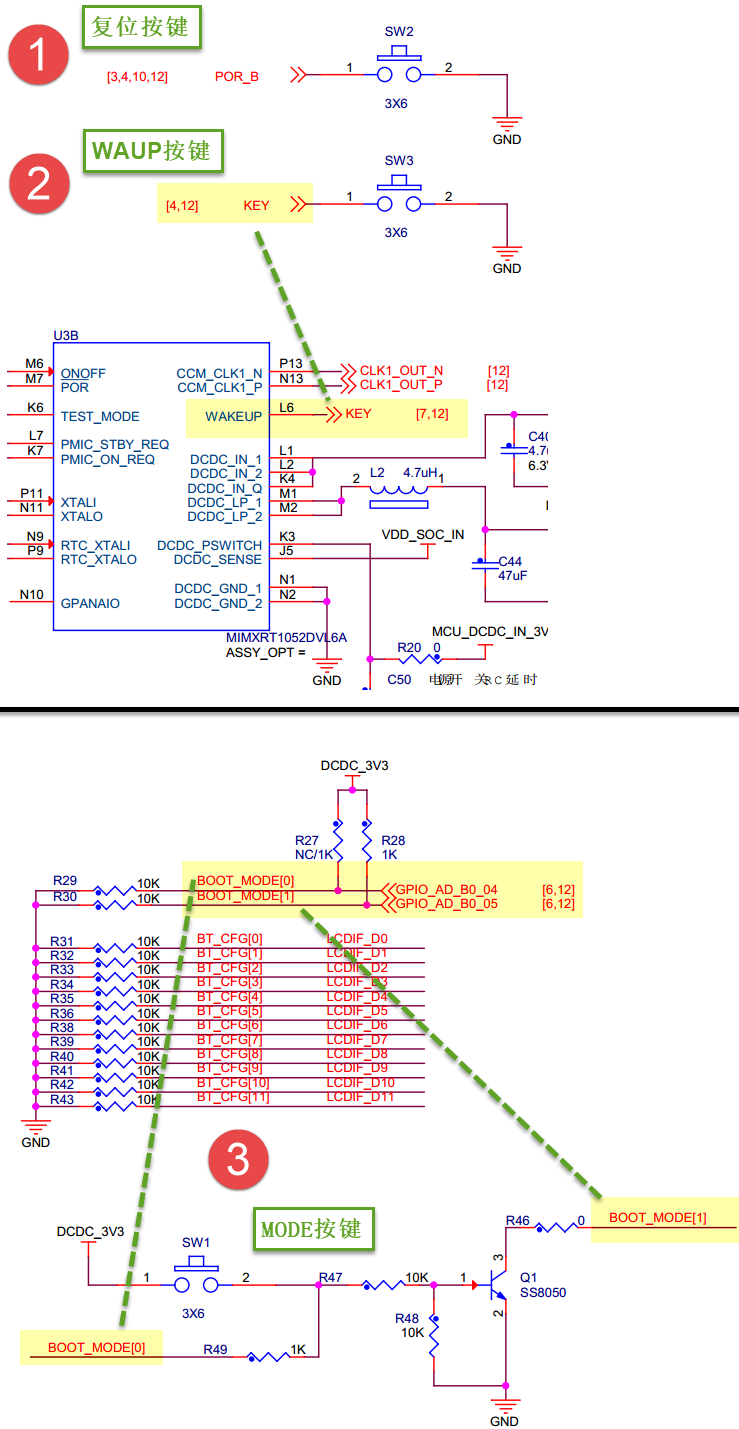 复位按键
1
[3,4,10,12] POR_B
SW2
1 2
3X6
GND
WAUP按键
2
[4,12] KEY
SW3
1 2
3X6
GND
U3B
M6 ONOFF CCM_CLK1_N P13 CLK1_OUT_N [12]
M7 POR CCM_CLK1_P N13 CLK1_OUT_P [12]
K6 TEST_MODE WAKEUP L6 KEY [7,12]
L7 PMIC_STBY_REQ
K7 PMIC_ON_REQ DCDC_IN_1 L1
DCDC_IN_2 L2
DCDC_IN_Q K4
P11 XTALI DCDC_LP_1 M1
N11 XTALO DCDC_LP_2 M2
2 L2 4.7uH 1
C40
4.7
6.3
N9 RTC_XTALI DCDC_PSWITCH K3
P9 RTC_XTALO DCDC_SENSE J5
VDD_SOC_IN
C44
47uF
DCDC_GND_1 N1
N10 GPANAIO DCDC_GND_2 N2
MIMXRT1052DVL6A
ASSY_OPT =
GND
MCU_DCDC_IN_3V
R20 0
C50 电源开 关RC延时
DCDC_3V3
R27
NC/1K
R28
1K
R29 10K BOOT_MODE[0] GPIO_AD_B0_04 [6,12]
R30 10K BOOT_MODE[1] GPIO_AD_B0_05 [6,12]
R31 10K BT_CFG[0] LCDIF_D0
R32 10K BT_CFG[1] LCDIF_D1
R33 10K BT_CFG[2] LCDIF_D2
R34 10K BT_CFG[3] LCDIF_D3
R35 10K BT_CFG[4] LCDIF_D4
R36 10K BT_CFG[5] LCDIF_D5
R38 10K BT_CFG[6] LCDIF_D6
R39 10K BT_CFG[7] LCDIF_D7
R40 10K BT_CFG[8] LCDIF_D8
R41 10K BT_CFG[9] LCDIF_D9
R42 10K BT_CFG[10] LCDIF_D10
R43 10K BT_CFG[11] LCDIF_D11
GND
3
MODE按键
DCDC_3V3
SW1
1 2
3X6
R47 10K
R48
10K
R46 0 BOOT_MODE[1]
1 3 2
Q1
SS8050
BOOT_MODE[0] R49 1K
GND